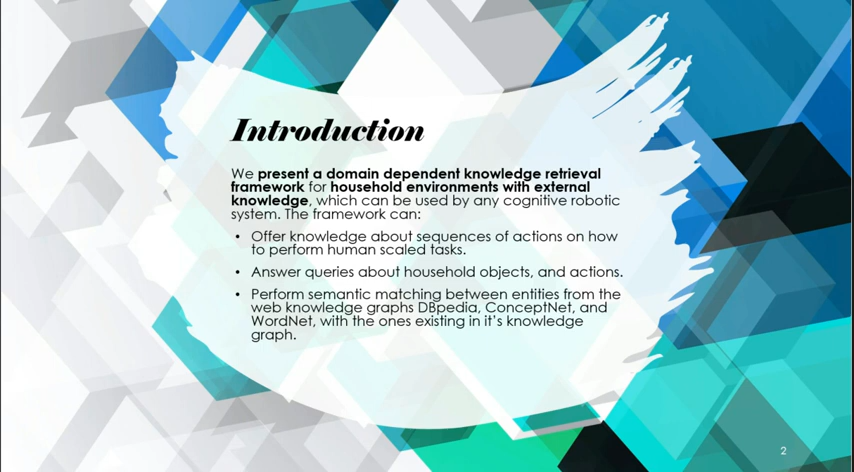 Introduction
We present a domain dependent knowledge retrieval
framework for household environments with external
knowledge, which can be used by any cognitive robotic
system. The framework can:
• Offer knowledge about sequences of actions on how
to perform human scaled tasks.
• Answer queries about household objects, and actions.
• Perform semantic matching between entities from the
web knowledge graphs DBpedia, ConceptNet, and
WordNet, with the ones existing in it's knowledge
graph.
2